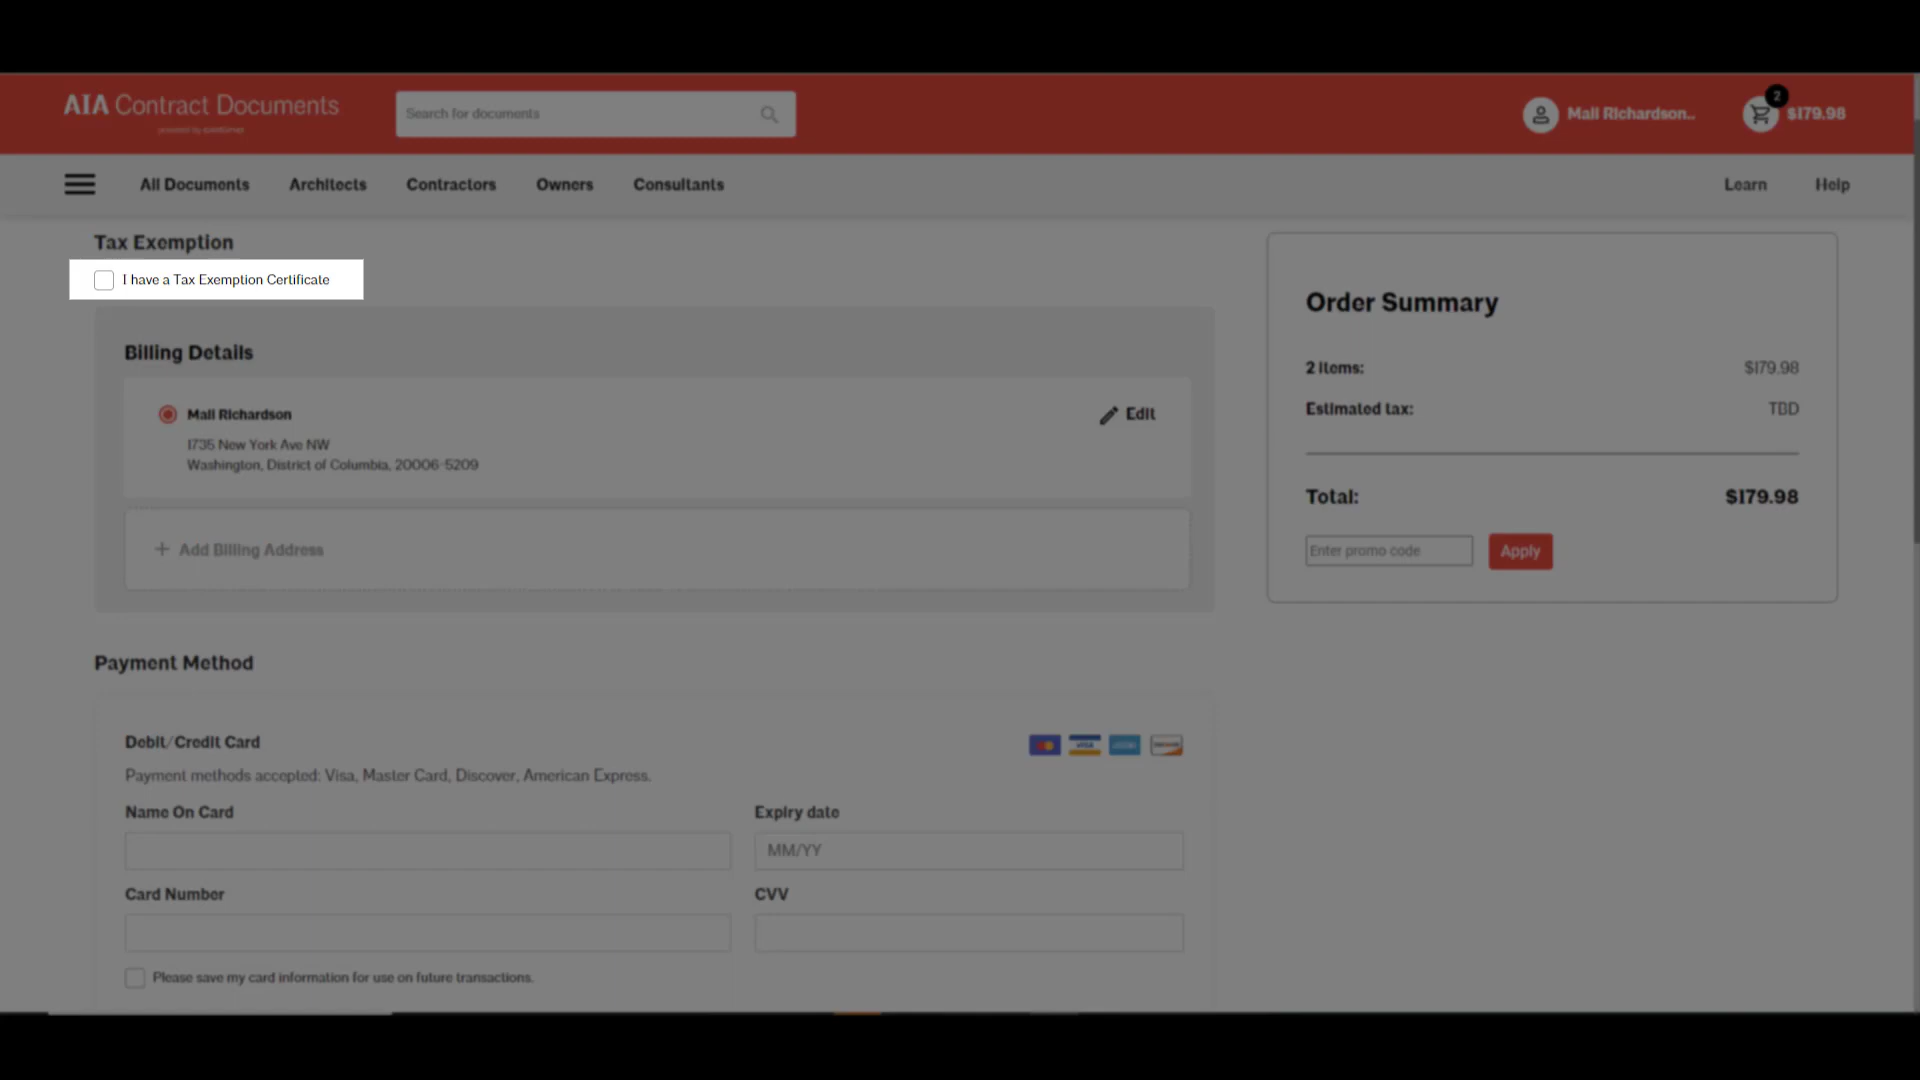 AIA Contract Documents
Search for documents
Mali Richardson..
2
$179.98
All Documents
Architects
Contractors
Owners
Consultants
Learn
Help
Tax Exemption
I have a Tax Exemption Certificate
Billing Details
Mali Richardson
Edit
1735 New York Ave NW
Washington, District of Columbia, 20006-5209
+ Add Billing Address
Order Summary
2 items: $179.98
Estimated tax: TBD
Total: $179.98
Enter promo code
Apply
Payment Method
Debit/Credit Card
VISA
Payment methods accepted: Visa, Master Card, Discover, American Express.
Name On Card
Expiry date
MM/YY
Card Number
CVV
Please save my card information for use on future transactions.